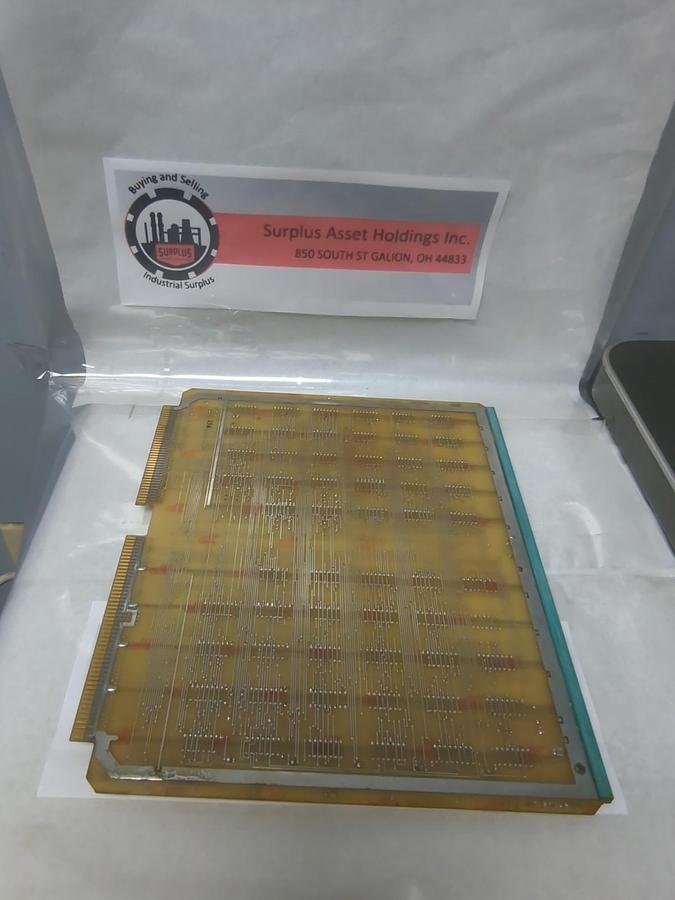 Buying and Selling
SURPLUS
Industrial Surplus
Surplus Asset Holdings Inc.
850 SOUTH ST GALION, OH 44833